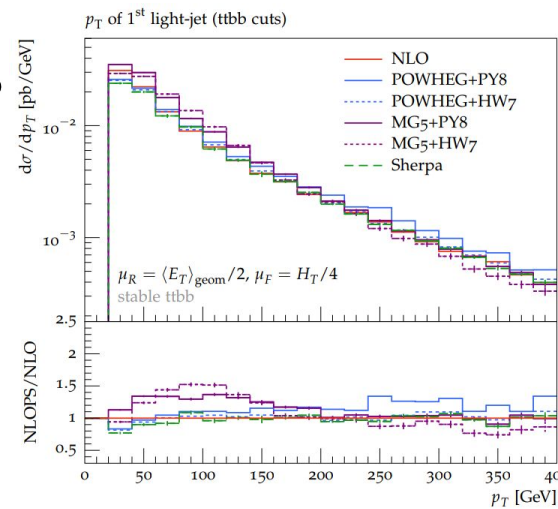 p_T of 1^st light-jet (ttbb cuts)
dσ/dp_T [pb/GeV]
10^−2
10^−3
NLO
POWHEG+PY8
POWHEG+HW7
MG5+PY8
MG5+HW7
Sherpa
μ_R = ⟨E_T⟩_geom/2, μ_F = H_T/4
stable ttbb
NLOPS/NLO
2.5
2
1.5
1
0.5
0 50 100 150 200 250 300 350 40
p_T [GeV]